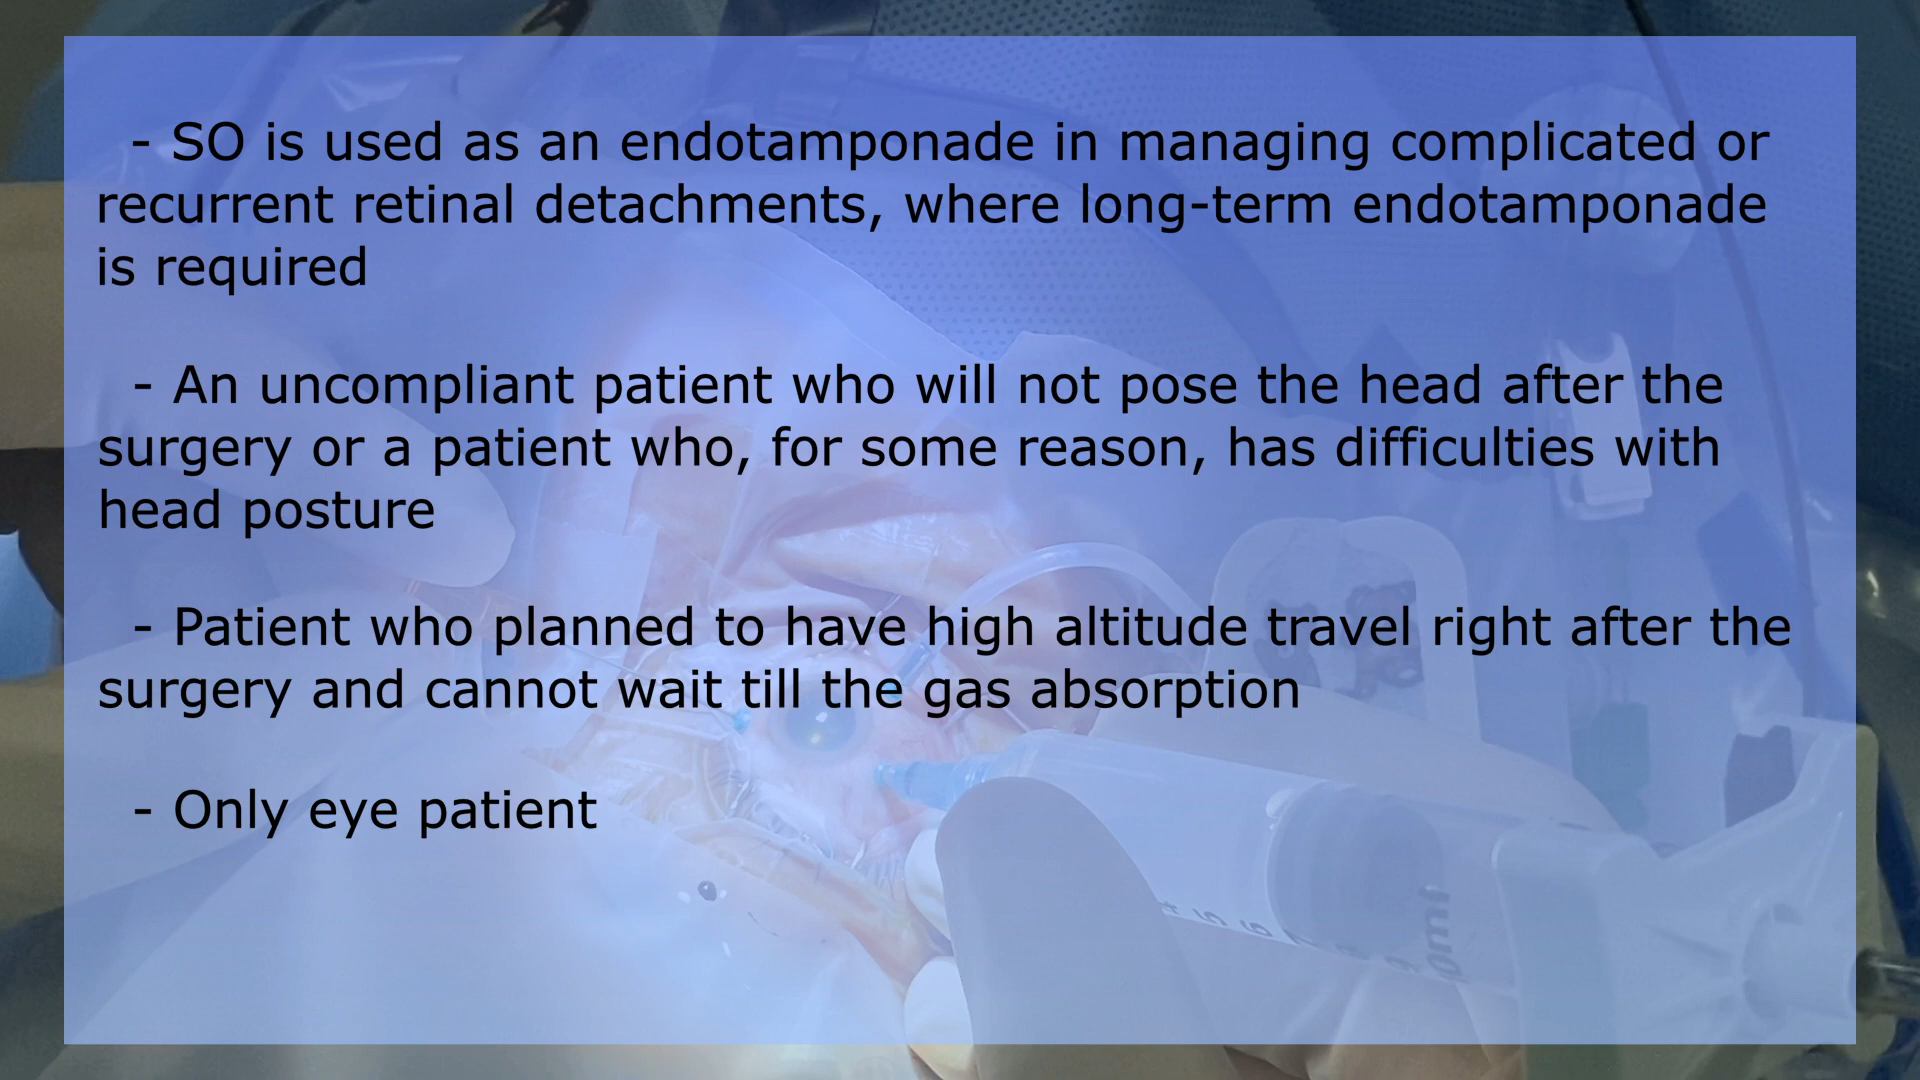 - SO is used as an endotamponade in managing complicated or
recurrent retinal detachments, where long-term endotamponade
is required
- An uncompliant patient who will not pose the head after the
surgery or a patient who, for some reason, has difficulties with
head posture
- Patient who planned to have high altitude travel right after the
surgery and cannot wait till the gas absorption
- Only eye patient